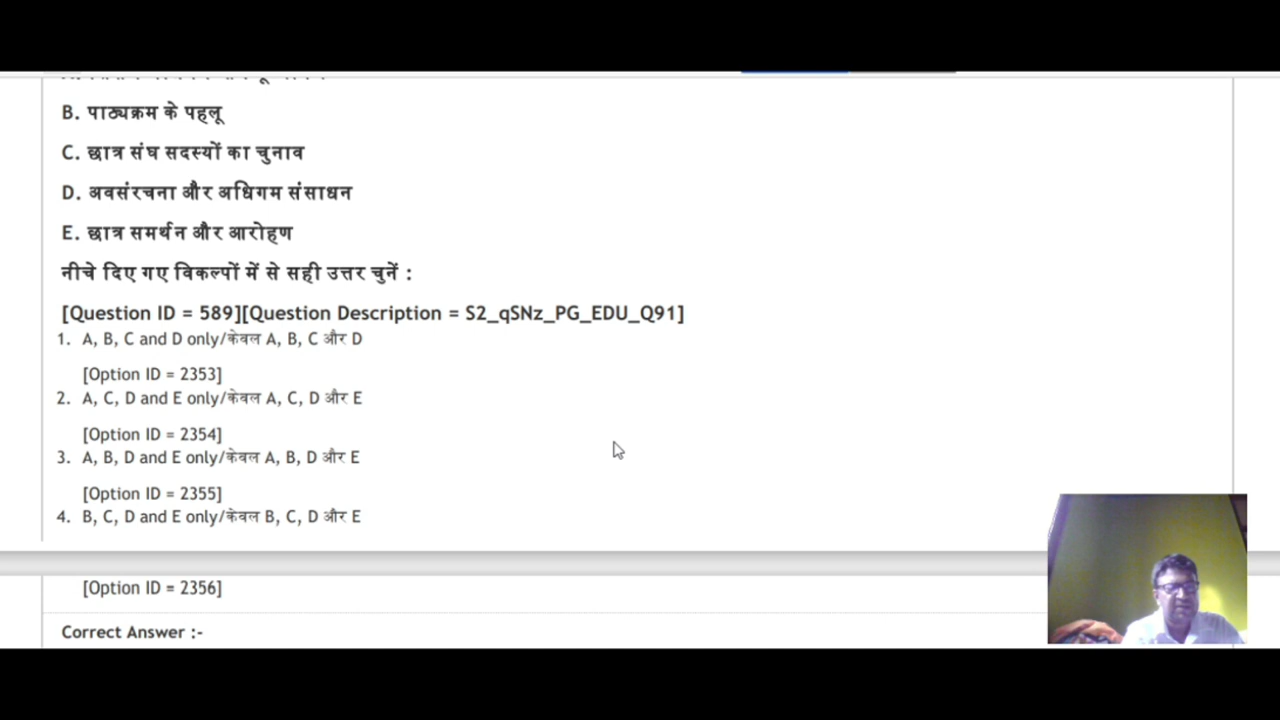 B. पाठ्यक्रम के पहलू
C. छात्र संघ सदस्यों का चुनाव
D. अवसंरचना और अधिगम संसाधन
E. छात्र समर्थन और आरोहण
नीचे दिए गए विकल्पों में से सही उत्तर चुनें :
[Question ID = 589][Question Description = S2_qSNz_PG_EDU_Q91]
1. A, B, C and D only/केवल A, B, C और D
[Option ID = 2353]
2. A, C, D and E only/केवल A, C, D और E
[Option ID = 2354]
3. A, B, D and E only/केवल A, B, D और E
[Option ID = 2355]
4. B, C, D and E only/केवल B, C, D और E
[Option ID = 2356]
Correct Answer :-